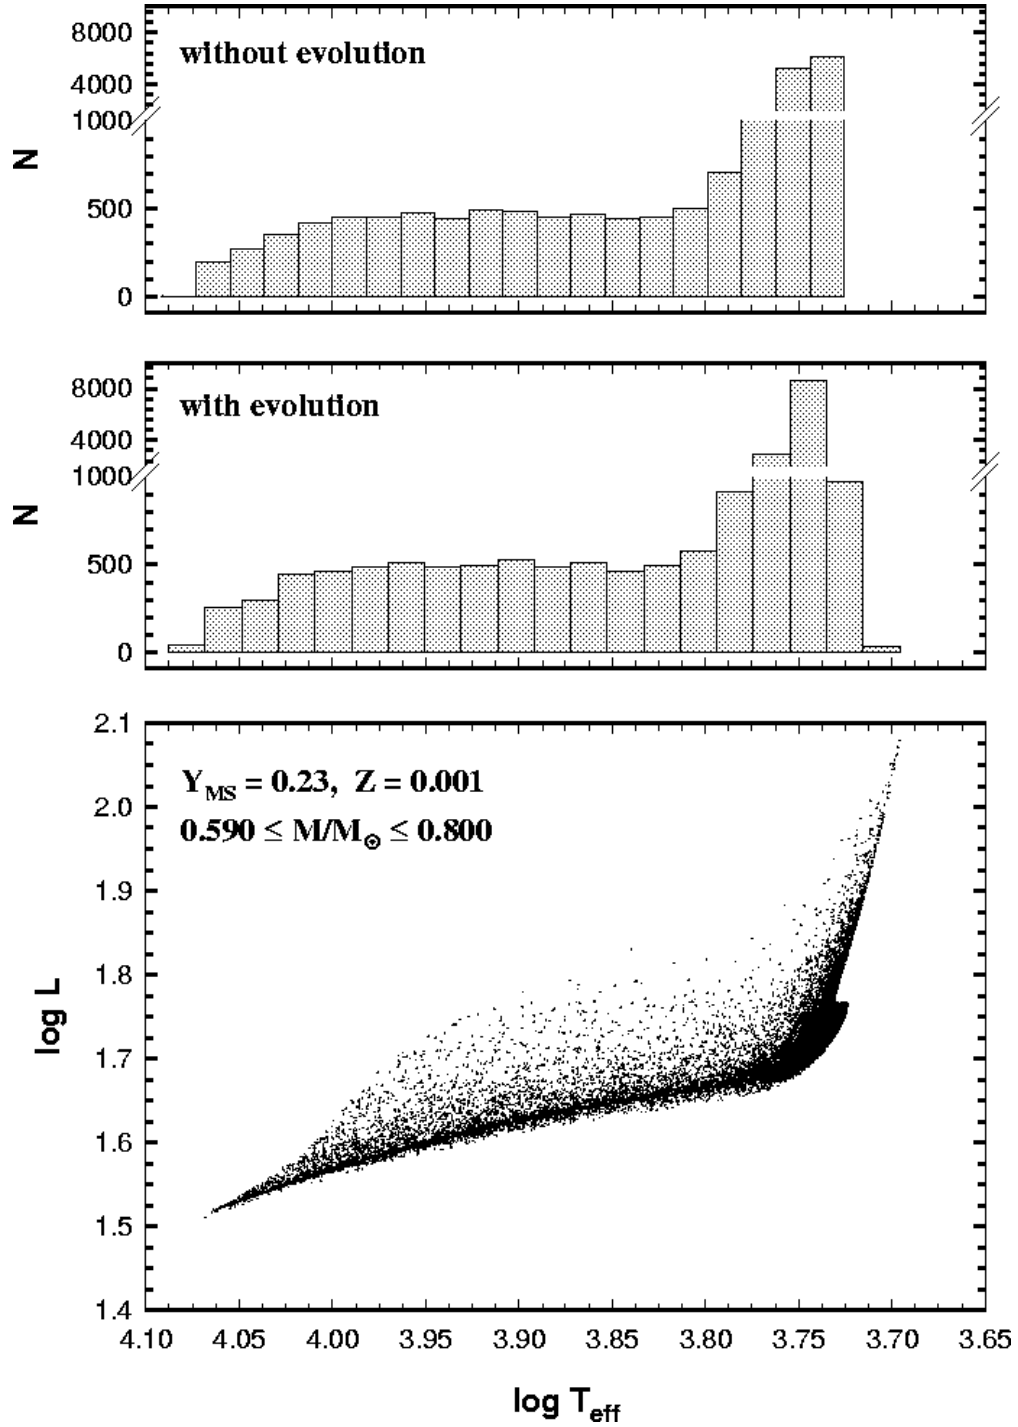 8000
without evolution
4000
1000
N
500
0
8000
with evolution
4000
1000
N
500
0
2.1
Y_MS = 0.23, Z = 0.001
2.0
0.590 ≤ M/M_⊙ ≤ 0.800
1.9
1.8
log L
1.7
1.6
1.5
1.4
4.10 4.05 4.00 3.95 3.90 3.85 3.80 3.75 3.70 3.65
log T_eff